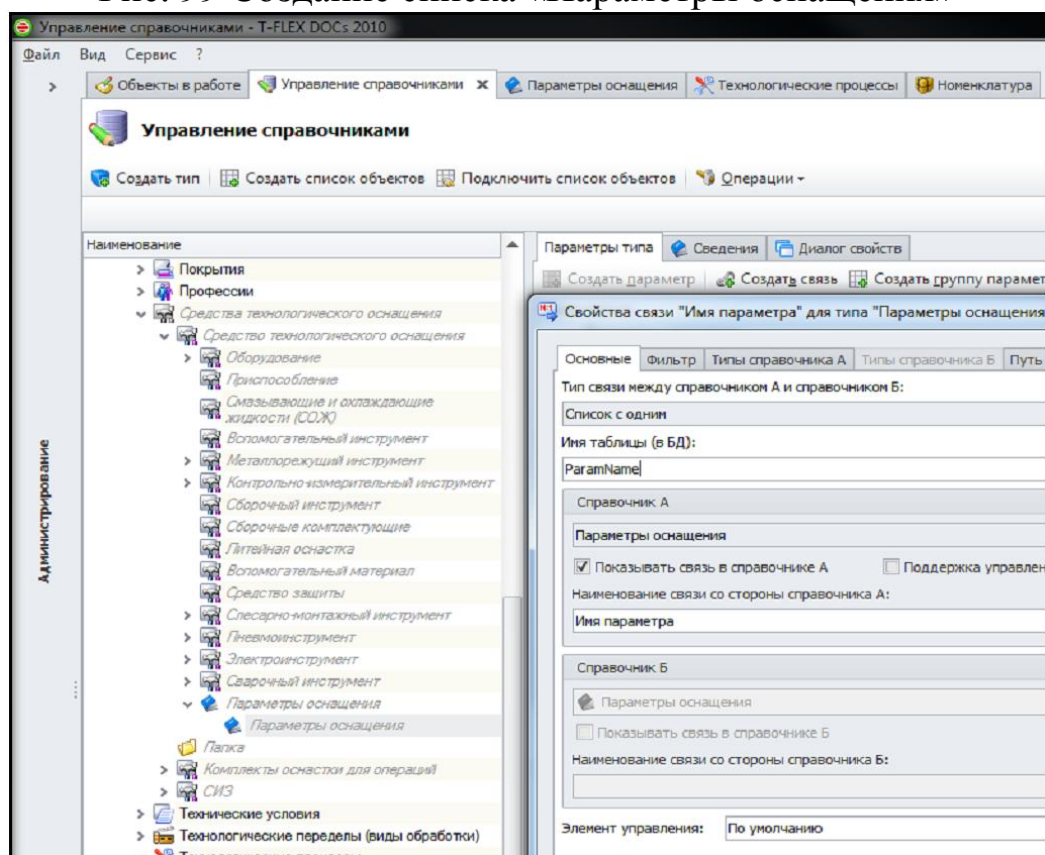 Рис. 99 Создание списка «Параметры оснащения»
Управление справочниками - T-FLEX DOCs 2010
Файл Вид Сервис ?
Объекты в работе Управление справочниками x Параметры оснащения Технологические процессы Номенклатура
Управление справочниками
Создать тип Создать список объектов Подключить список объектов Операции
Наименование
Параметры типа Сведения Диалог свойств
Покрытия
Создать параметр Создать связь Создать группу парамет
Профессии
Свойства связи "Имя параметра" для типа "Параметры оснащения
Средства технологического оснащения
Средство технологического оснащения
Основные Фильтр Типы справочника А Типы справочника Б Путь
Оборудование
Тип связи между справочником А и справочником Б:
Приспособление
Список с одним
Смазывающие и охлаждающие
жидкости (СОЖ)
Имя таблицы (в БД):
Вспомогательный инструмент
ParamName
Металлорежущий инструмент
Контрольно-измерительный инструмент
Справочник А
Сборочный инструмент
Сборочные комплектующие
Параметры оснащения
Литейная оснастка
Показывать связь в справочнике А Поддержка управлен
Вспомогательный материал
Средство защиты
Наименование связи со стороны справочника А:
Слесарно-монтажный инструмент
Имя параметра
Пневмоинструмент
Электроинструмент
Справочник Б
Сварочный инструмент
Параметры оснащения
Параметры оснащения
Параметры оснащения
Показывать связь в справочнике Б
Папка
Наименование связи со стороны справочника Б:
Комплекты оснастки для операций
СИЗ
Технические условия
Элемент управления: По умолчанию
Технологические переделы (виды обработки)
Администрирование